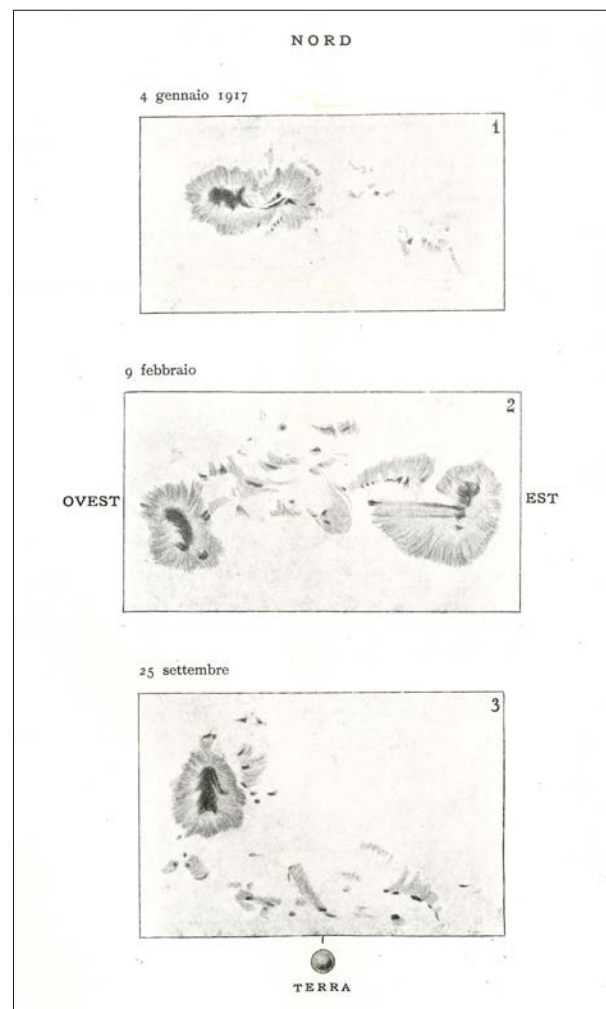 NORD
4 gennaio 1917
1
9 febbraio
2
OVEST
EST
25 settembre
3
TERRA